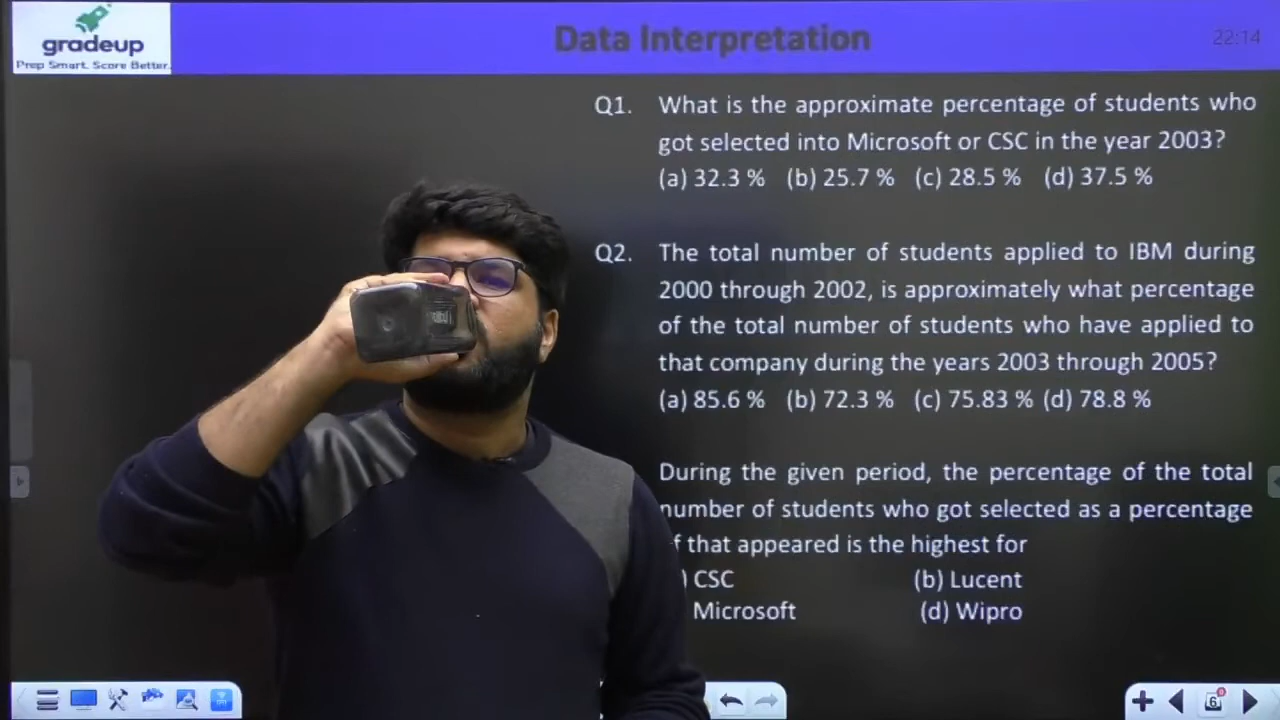 gradeup
Prep Smart. Score Better.
Data Interpretation
22:14
Q1. What is the approximate percentage of students who
got selected into Microsoft or CSC in the year 2003?
(a) 32.3 % (b) 25.7 % (c) 28.5 % (d) 37.5 %
Q2. The total number of students applied to IBM during
2000 through 2002, is approximately what percentage
of the total number of students who have applied to
that company during the years 2003 through 2005?
(a) 85.6 % (b) 72.3 % (c) 75.83 % (d) 78.8 %
During the given period, the percentage of the total
number of students who got selected as a percentage
f that appeared is the highest for
) CSC (b) Lucent
Microsoft (d) Wipro
6